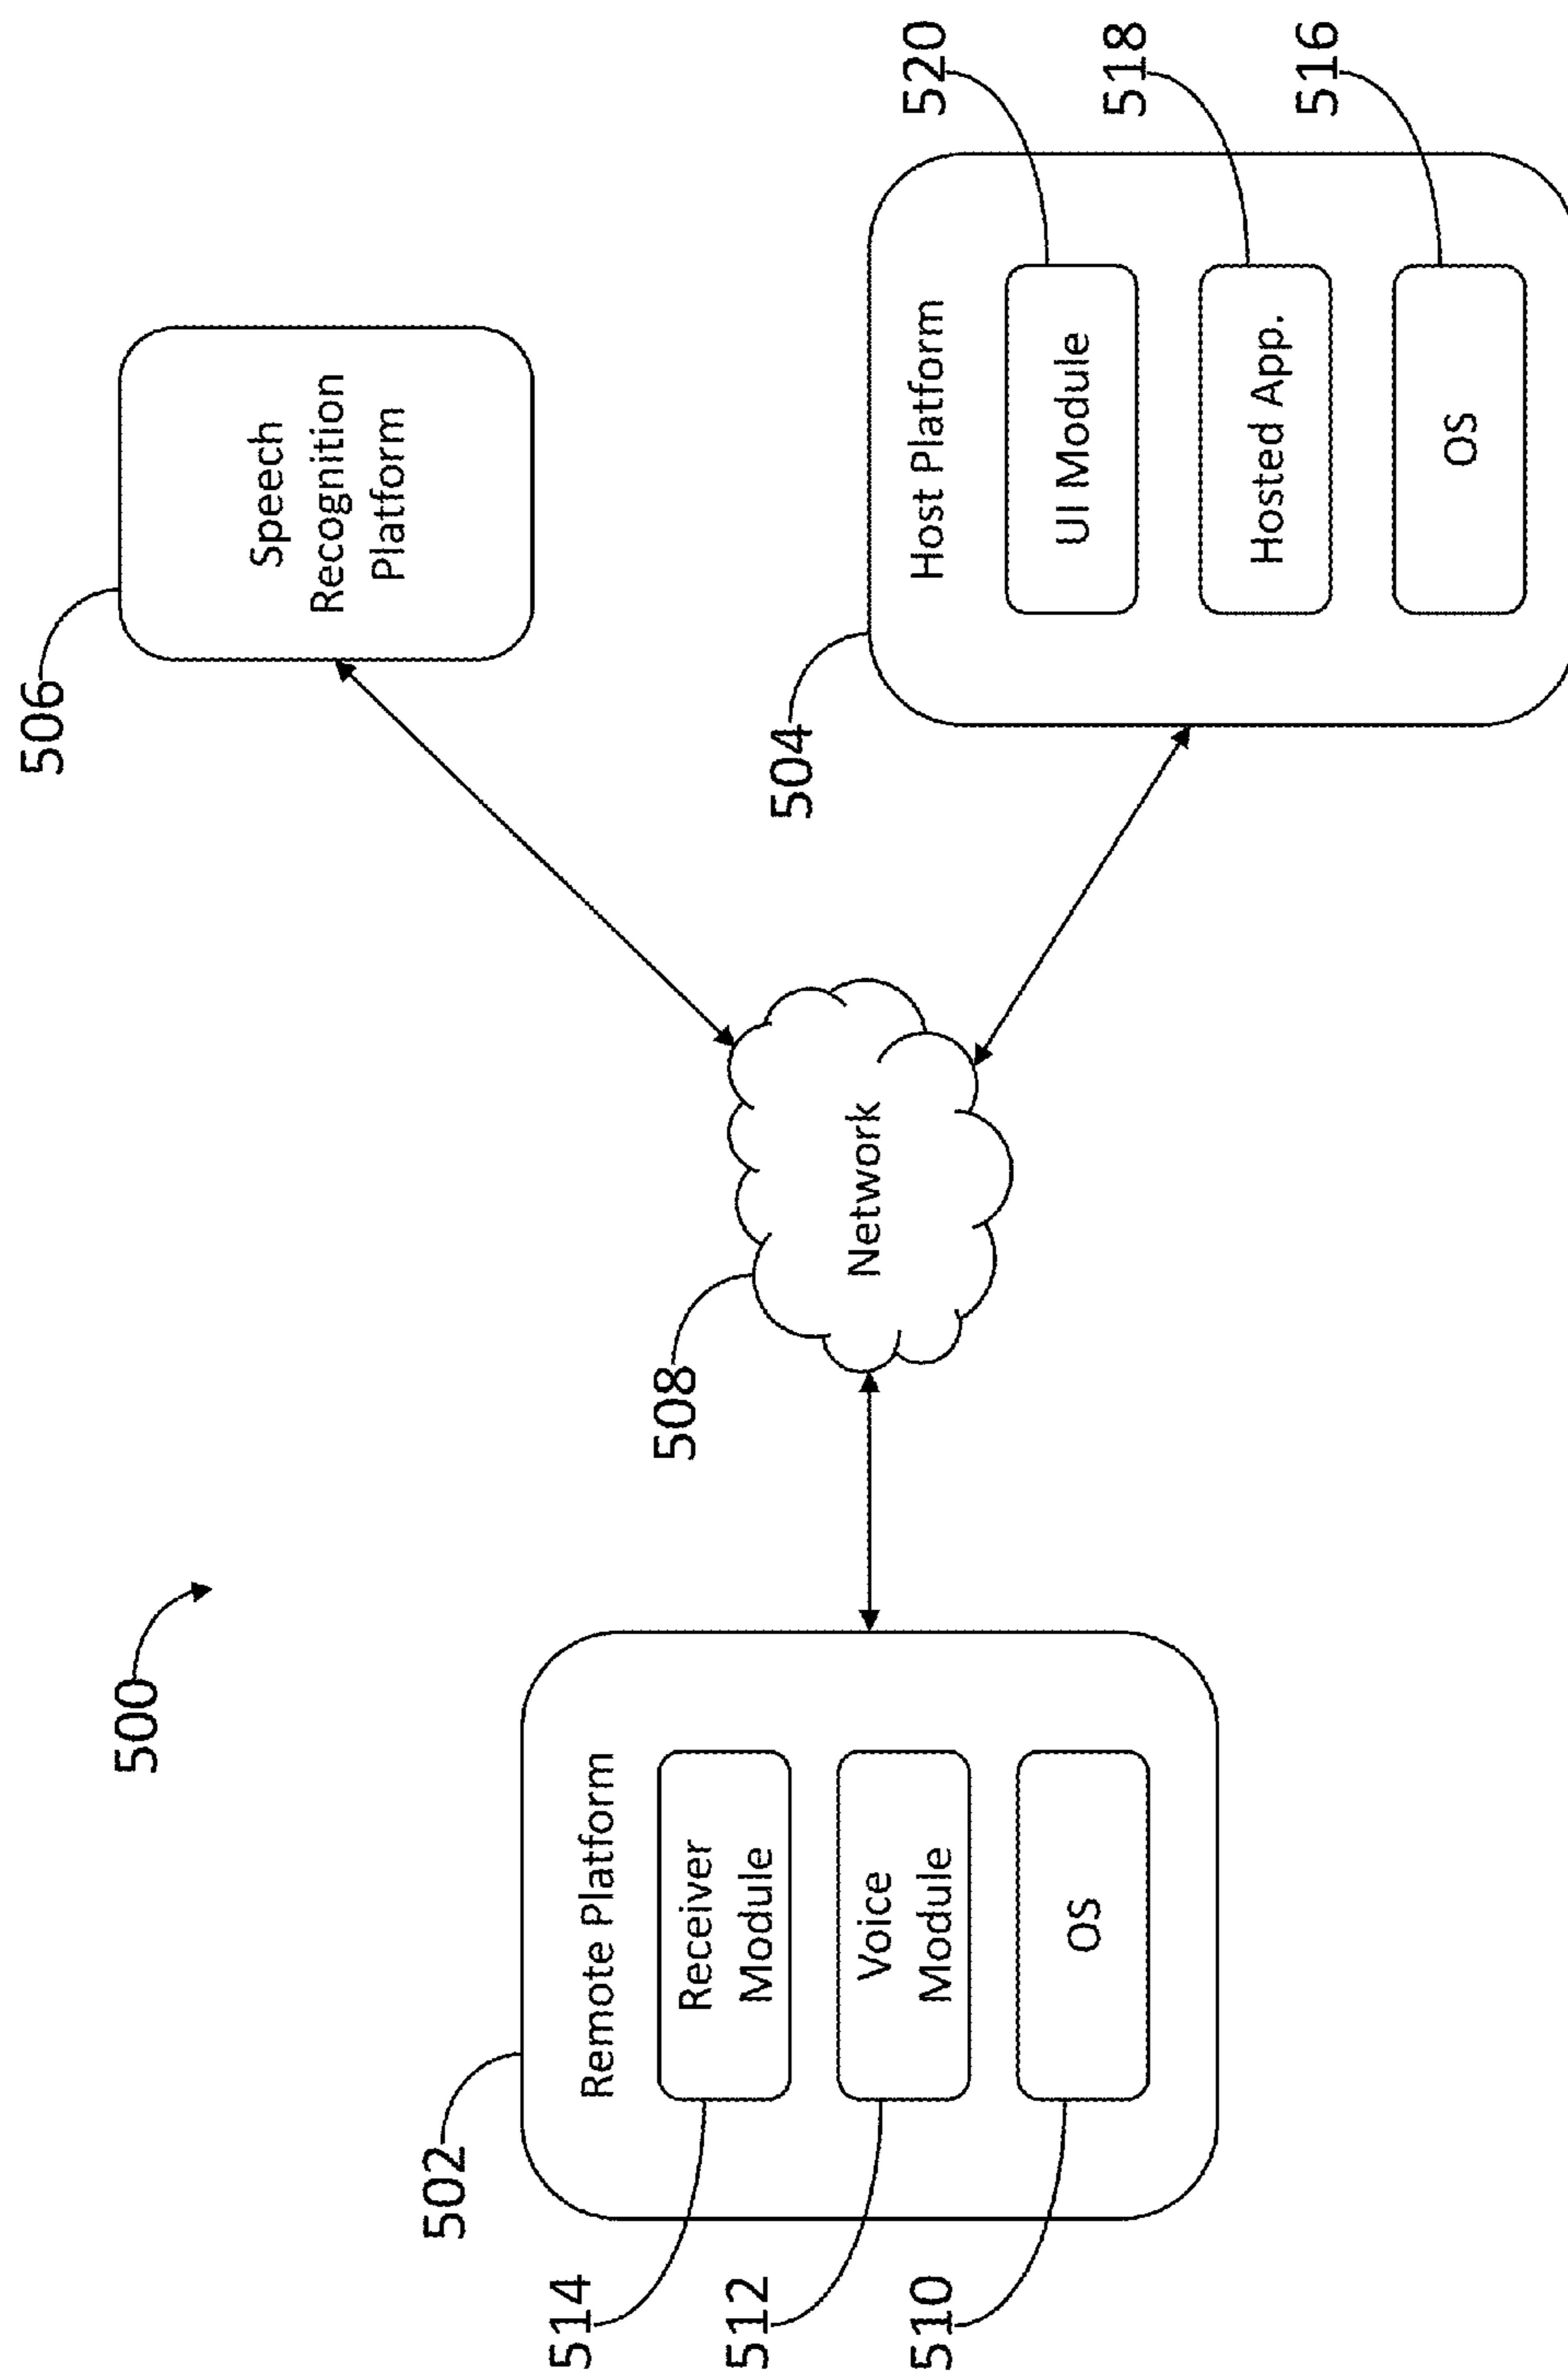 500
506
Speech
Recognition
Platform
502
Remote Platform
514
Receiver
Module
512
Voice
Module
510
OS
508
Network
504
Host Platform
520
UI Module
518
Hosted App.
516
OS